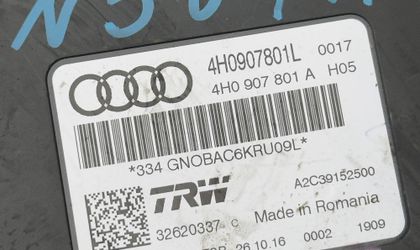 4H0907801L 0017
4H0 907 801 A H05
*334 GNOBAC6KRU09L*
TRW A2C39152500
32620337 C Made in Romania
26.10.16 0002 1909